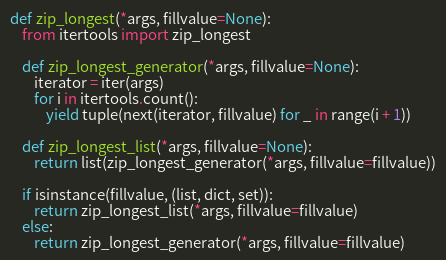 def zip_longest(*args, fillvalue=None):
from itertools import zip_longest
def zip_longest_generator(*args, fillvalue=None):
iterator = iter(args)
for i in itertools.count():
yield tuple(next(iterator, fillvalue) for _ in range(i + 1))
def zip_longest_list(*args, fillvalue=None):
return list(zip_longest_generator(*args, fillvalue=fillvalue))
if isinstance(fillvalue, (list, dict, set)):
return zip_longest_list(*args, fillvalue=fillvalue)
else:
return zip_longest_generator(*args, fillvalue=fillvalue)